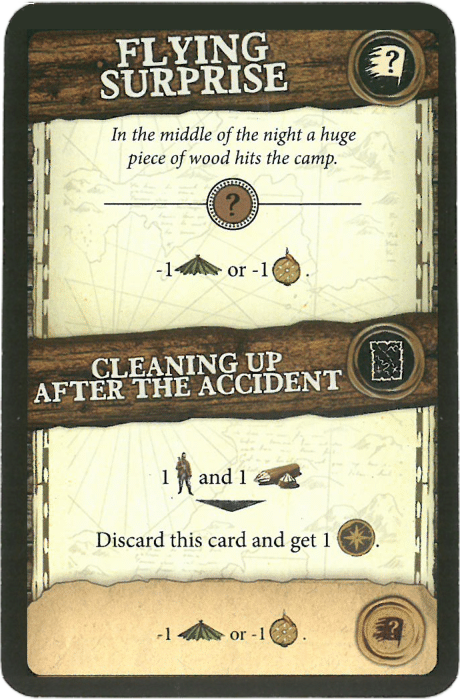 FLYING
SURPRISE
?
In the middle of the night a huge
piece of wood hits the camp.
?
-1 or -1 .
CLEANING UP
AFTER THE ACCIDENT
1 and 1
Discard this card and get 1 .
-1 or -1 .
?